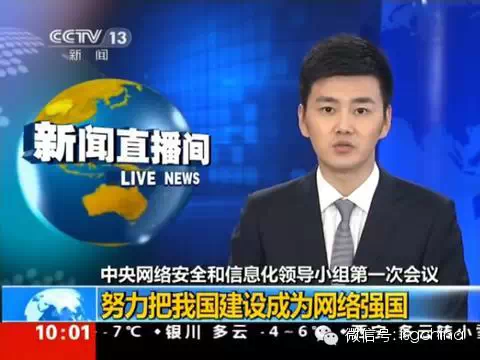 CCTV 13
新闻
新闻直播间
LIVE NEWS
中央网络安全和信息化领导小组第一次会议
努力把我国建设成为网络强国
10:01 -7℃ • 银川 多云 -4
微信号: